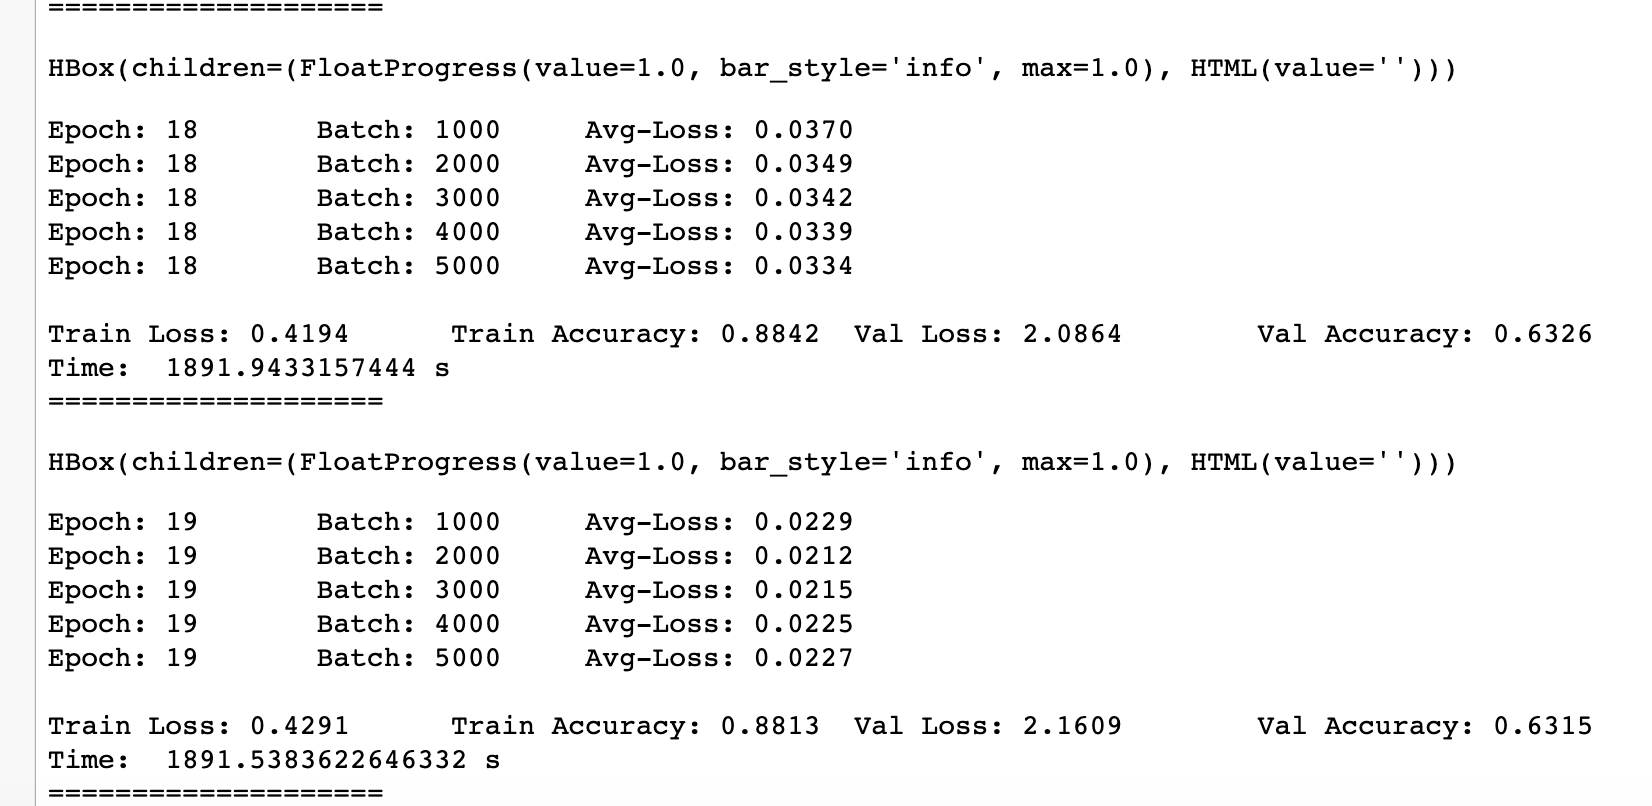 ====================
HBox(children=(FloatProgress(value=1.0, bar_style='info', max=1.0), HTML(value='')))
Epoch: 18 Batch: 1000 Avg-Loss: 0.0370
Epoch: 18 Batch: 2000 Avg-Loss: 0.0349
Epoch: 18 Batch: 3000 Avg-Loss: 0.0342
Epoch: 18 Batch: 4000 Avg-Loss: 0.0339
Epoch: 18 Batch: 5000 Avg-Loss: 0.0334
Train Loss: 0.4194 Train Accuracy: 0.8842 Val Loss: 2.0864 Val Accuracy: 0.6326
Time: 1891.9433157444 s
====================
HBox(children=(FloatProgress(value=1.0, bar_style='info', max=1.0), HTML(value='')))
Epoch: 19 Batch: 1000 Avg-Loss: 0.0229
Epoch: 19 Batch: 2000 Avg-Loss: 0.0212
Epoch: 19 Batch: 3000 Avg-Loss: 0.0215
Epoch: 19 Batch: 4000 Avg-Loss: 0.0225
Epoch: 19 Batch: 5000 Avg-Loss: 0.0227
Train Loss: 0.4291 Train Accuracy: 0.8813 Val Loss: 2.1609 Val Accuracy: 0.6315
Time: 1891.5383622646332 s
====================